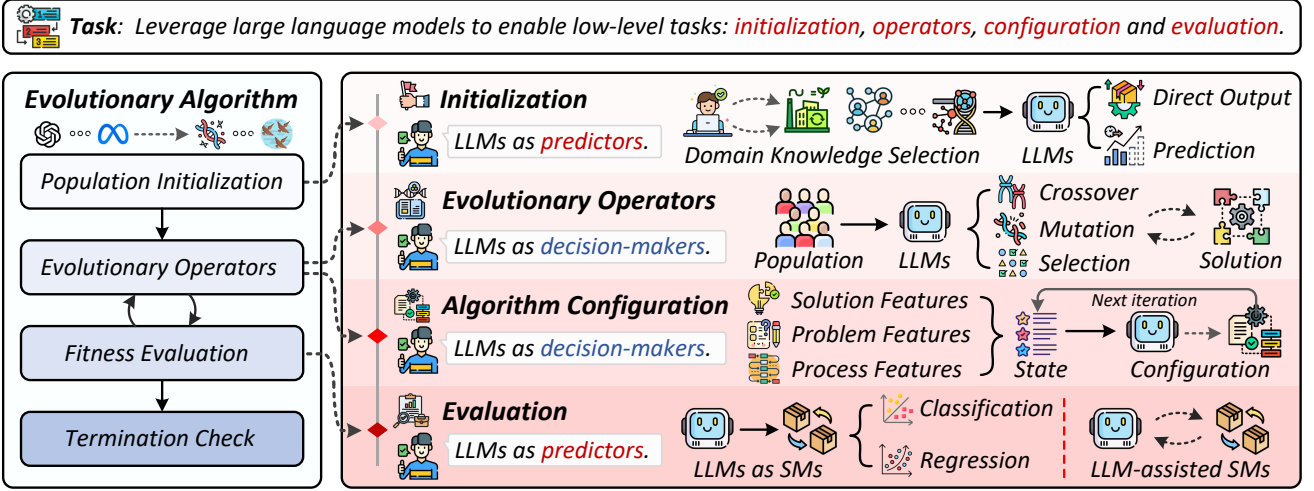 Task: Leverage large language models to enable low-level tasks: initialization, operators, configuration and evaluation.
Evolutionary Algorithm
Population Initialization
Evolutionary Operators
Fitness Evaluation
Termination Check
Initialization
LLMs as predictors.
Domain Knowledge Selection
LLMs
Direct Output
Prediction
Evolutionary Operators
LLMs as decision-makers.
Population
LLMs
Crossover
Mutation
Selection
Solution
Algorithm Configuration
LLMs as decision-makers.
Solution Features
Problem Features
Process Features
State
Next iteration
Configuration
Evaluation
LLMs as predictors.
LLMs as SMs
Classification
Regression
LLM-assisted SMs